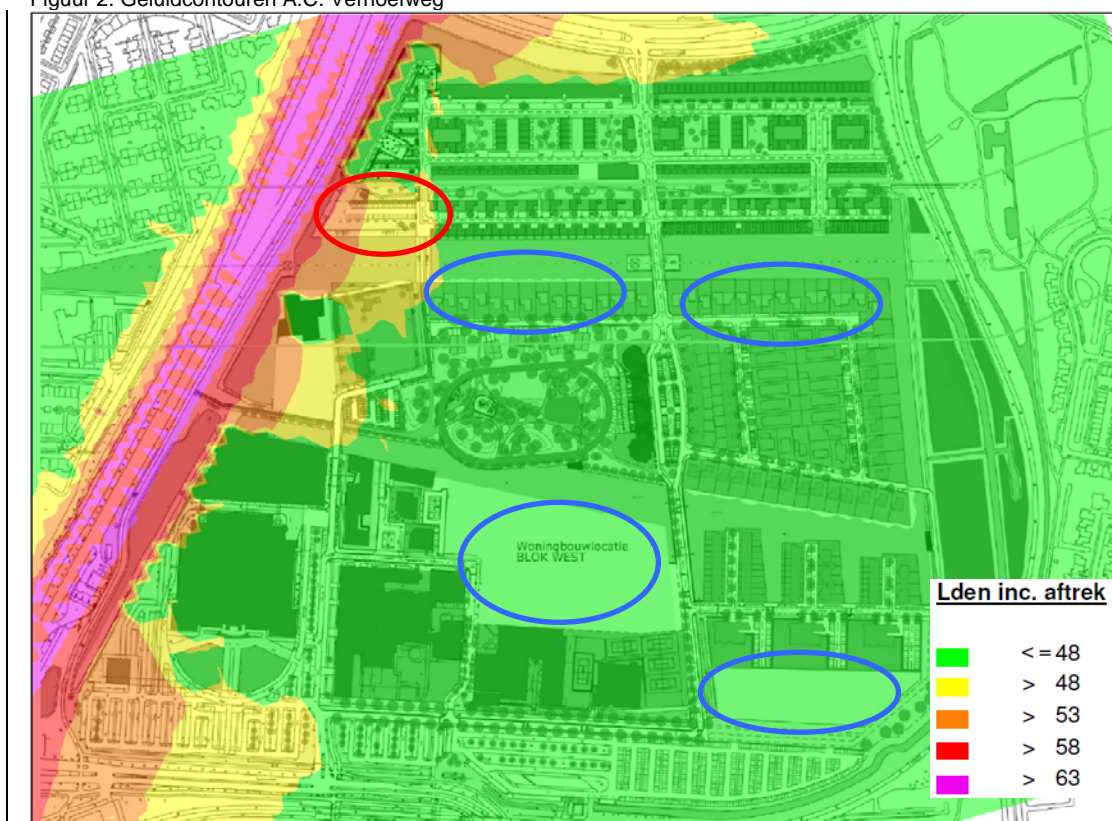 Figuur 2: Geluidcontouren A.C. Verhoefweg
Woningbouwlocatie
BLOK WEST
Lden inc. aftrek
<= 48
> 48
> 53
> 58
> 63